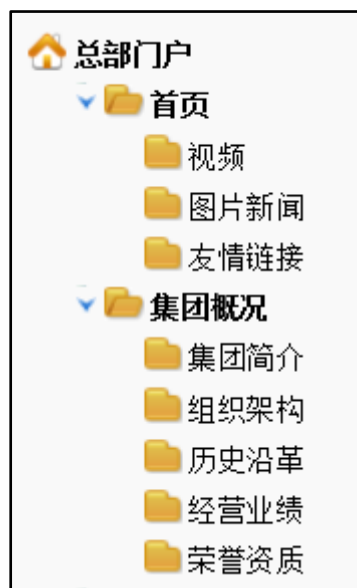 总部门户
首页
视频
图片新闻
友情链接
集团概况
集团简介
组织架构
历史沿革
经营业绩
荣誉资质